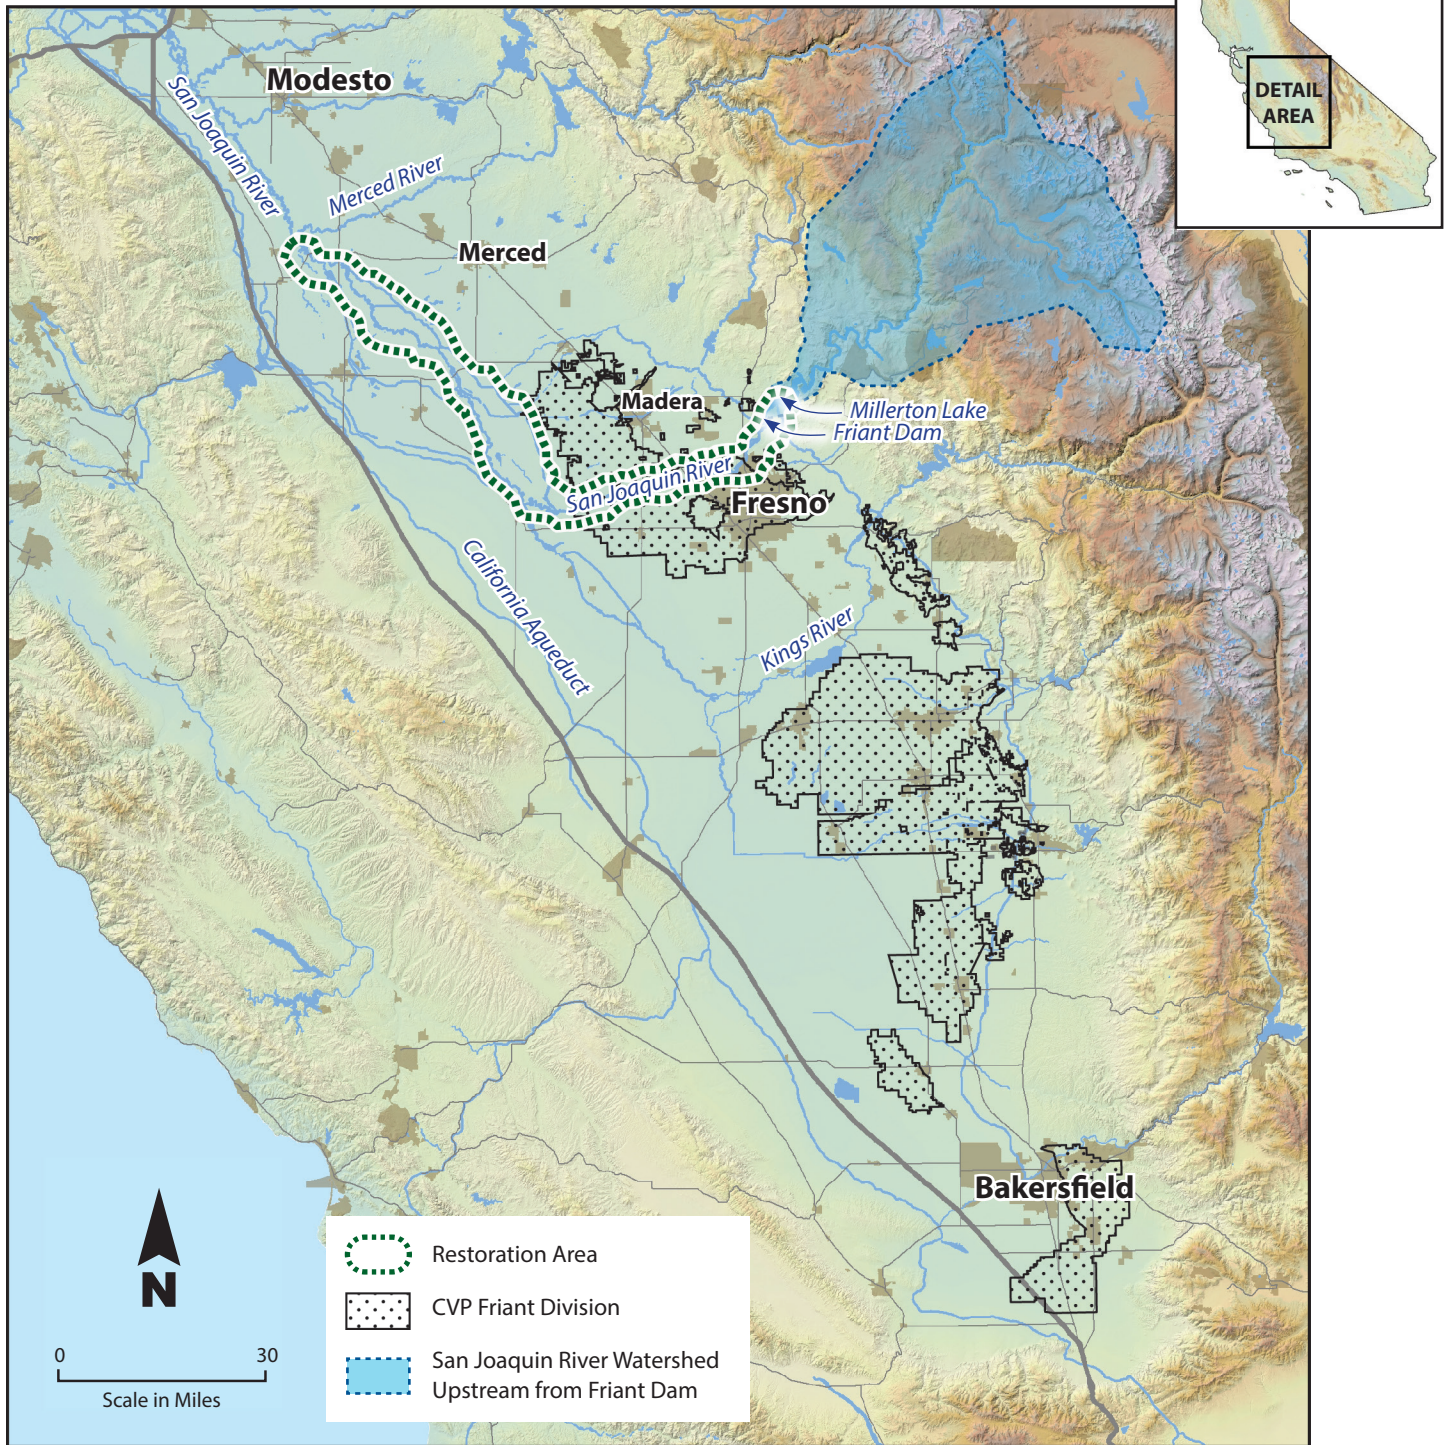 DETAIL
AREA
Modesto
San Joaquin River
Merced River
Merced
Madera
Millerton Lake
Friant Dam
San Joaquin River
Fresno
California Aqueduct
Kings River
Bakersfield
N
0 30
Scale in Miles
Restoration Area
CVP Friant Division
San Joaquin River Watershed
Upstream from Friant Dam